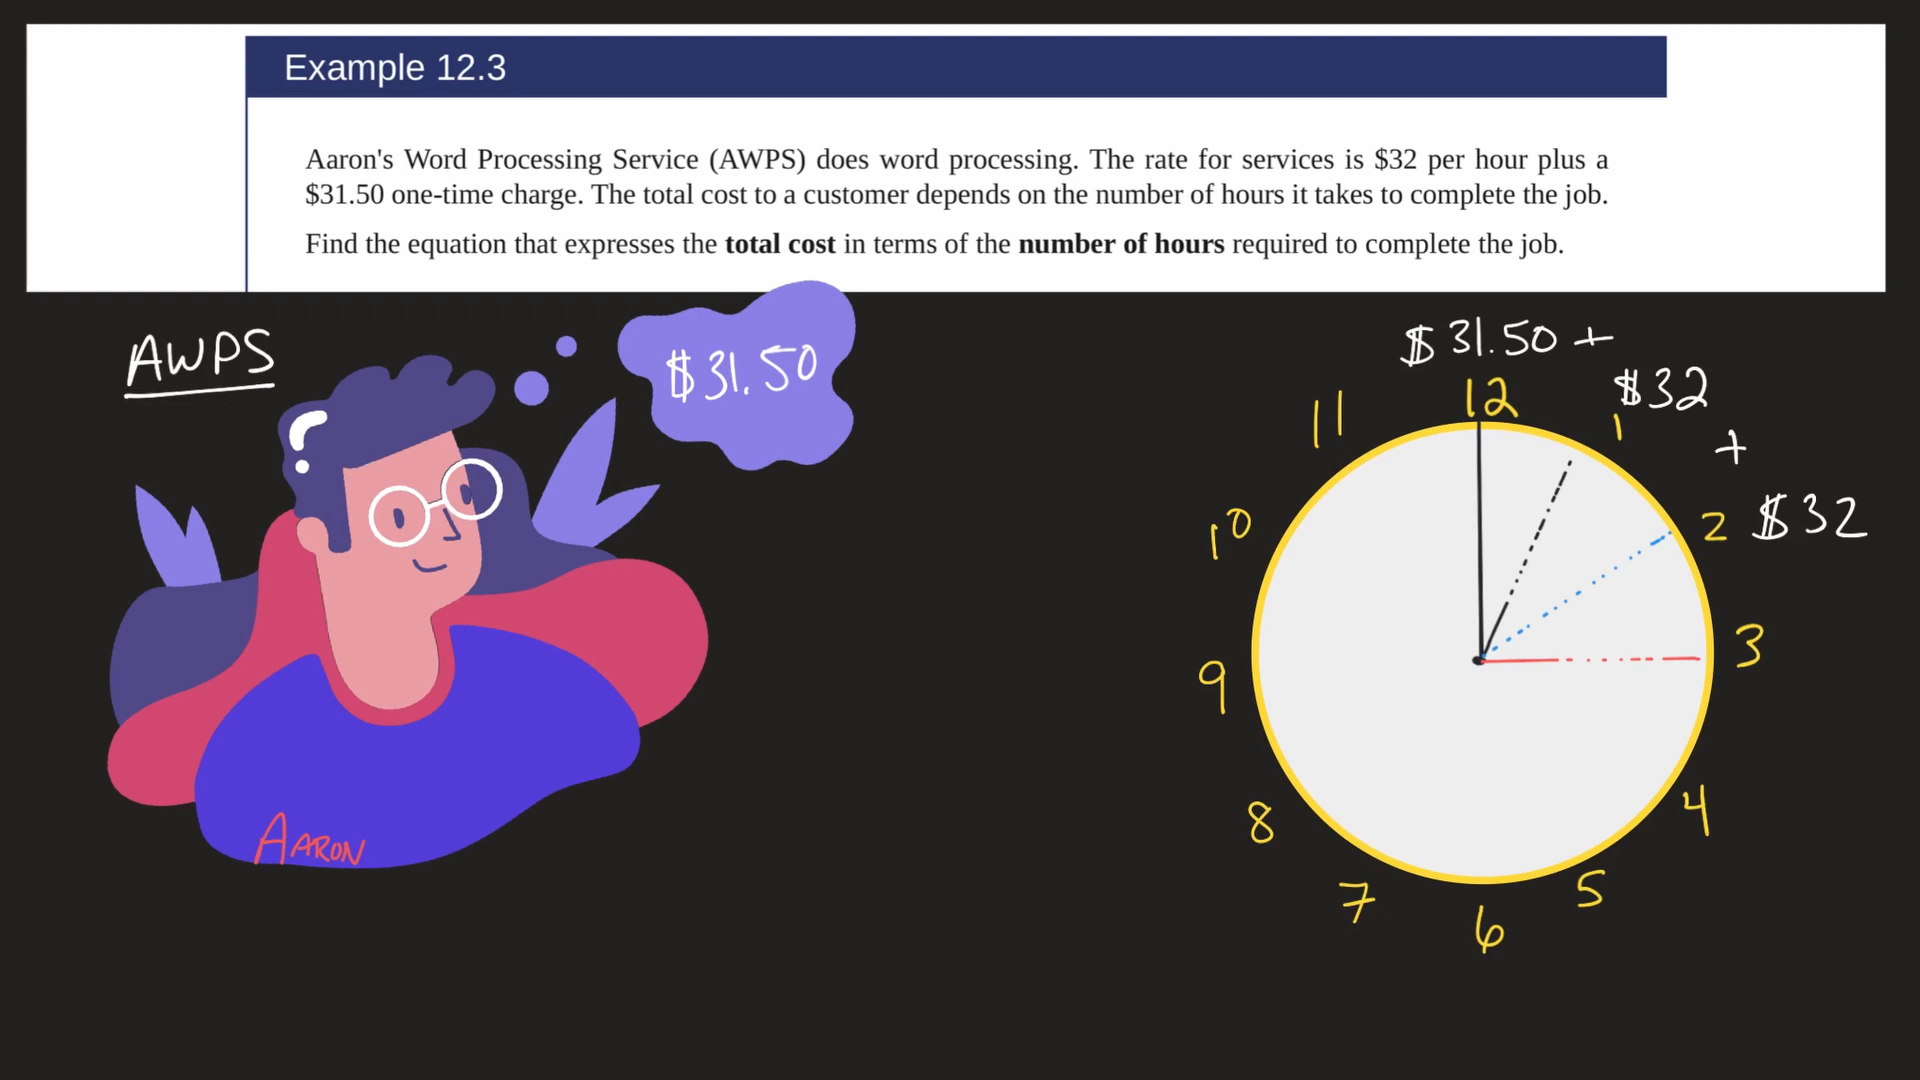 Example 12.3
Aaron's Word Processing Service (AWPS) does word processing. The rate for services is $32 per hour plus a
$31.50 one-time charge. The total cost to a customer depends on the number of hours it takes to complete the job.
Find the equation that expresses the total cost in terms of the number of hours required to complete the job.
AWPS
$31.50
AARON
$31.50 +
$32
+
$32
12
1
2
3
4
5
6
7
8
9
10
11